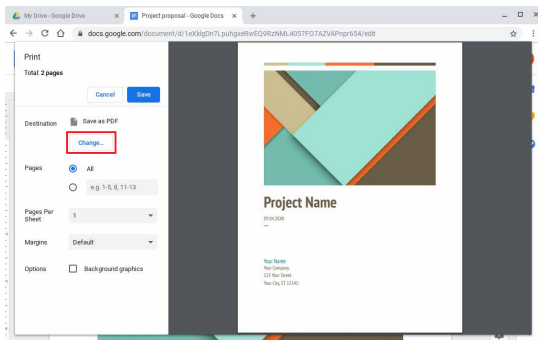 My Drive - Google Drive
Project proposal - Google Docs
docs.google.com/document/d/1eXkIgDn7LpuhgxeRwEQ9RzNML4057FO7AZVAPnpr654/edit
Print
Total: 2 pages
Cancel
Save
Destination
Save as PDF
Change...
Pages
All
e.g. 1-5, 8, 11-13
Pages Per
Sheet
1
Margins
Default
Options
Background graphics
Project Name
09.04.20XX
Your Name
Your Company
123 Your Street
Your City, ST 12345